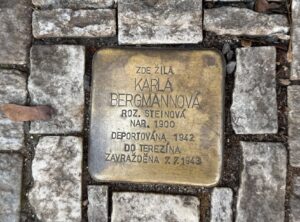 ZDE ŽILA
KARLA
BERGMANNOVÁ
ROZ. STEINOVÁ
NAR. 1900
DEPORTOVÁNA 1942
DO TEREZÍNA
ZAVRAŽDĚNA 7.7.1943